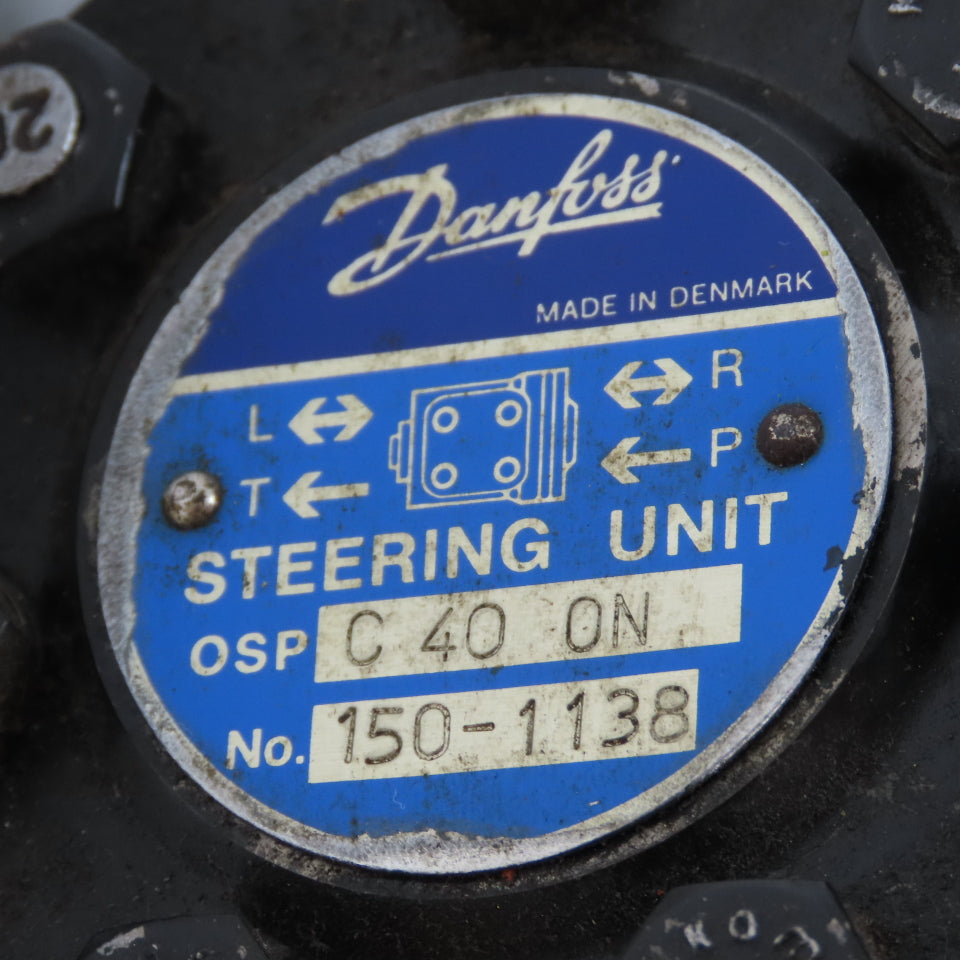 Danfoss
MADE IN DENMARK
L R
T P
STEERING UNIT
OSP C 40 ON
No. 150-1138